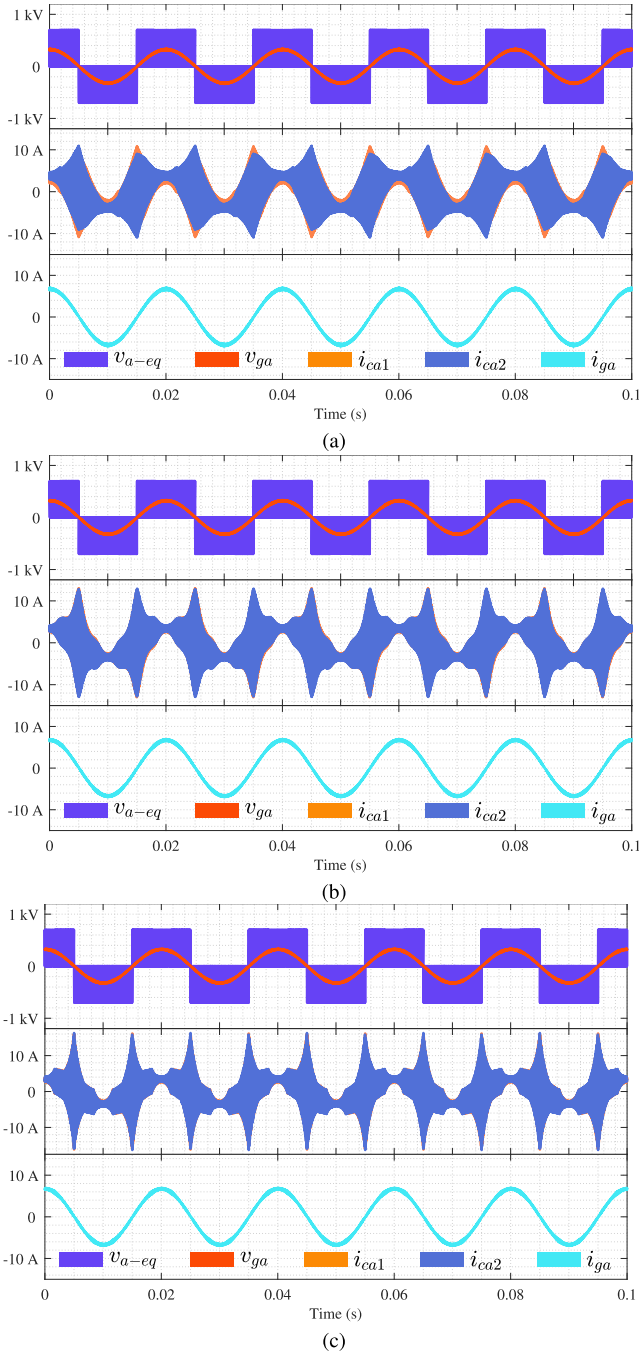 1 kV
0
-1 kV
10 A
0
-10 A
10 A
0
-10 A
v_{a-eq} v_{ga} i_{ca1} i_{ca2} i_{ga}
0 0.02 0.04 0.06 0.08 0.1
Time (s)
(a)
1 kV
0
-1 kV
10 A
0
-10 A
10 A
0
-10 A
v_{a-eq} v_{ga} i_{ca1} i_{ca2} i_{ga}
0 0.02 0.04 0.06 0.08 0.1
Time (s)
(b)
1 kV
0
-1 kV
10 A
0
-10 A
10 A
0
-10 A
v_{a-eq} v_{ga} i_{ca1} i_{ca2} i_{ga}
0 0.02 0.04 0.06 0.08 0.1
Time (s)
(c)